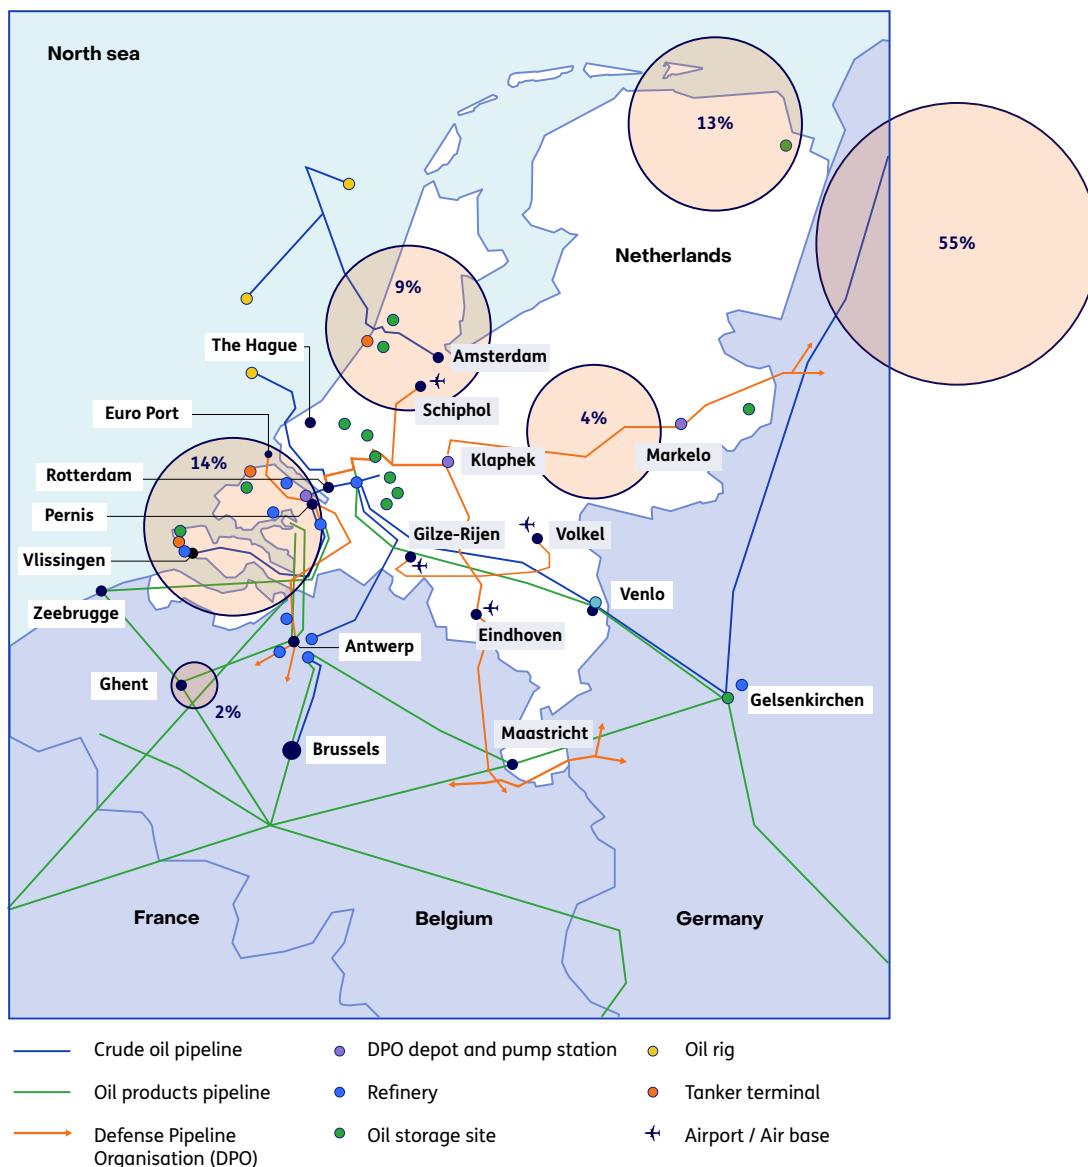 North sea
13%
55%
Netherlands
9%
The Hague
Amsterdam
Schiphol
Euro Port
4%
14%
Klaphek
Markelo
Rotterdam
Pernis
Gilze-Rijen
Volkel
Vlissingen
Zeebrugge
Venlo
Eindhoven
Antwerp
Ghent
2%
Gelsenkirchen
Maastricht
Brussels
France
Belgium
Germany
Crude oil pipeline
DPO depot and pump station
Oil rig
Oil products pipeline
Refinery
Tanker terminal
Defense Pipeline
Organisation (DPO)
Oil storage site
Airport / Air base